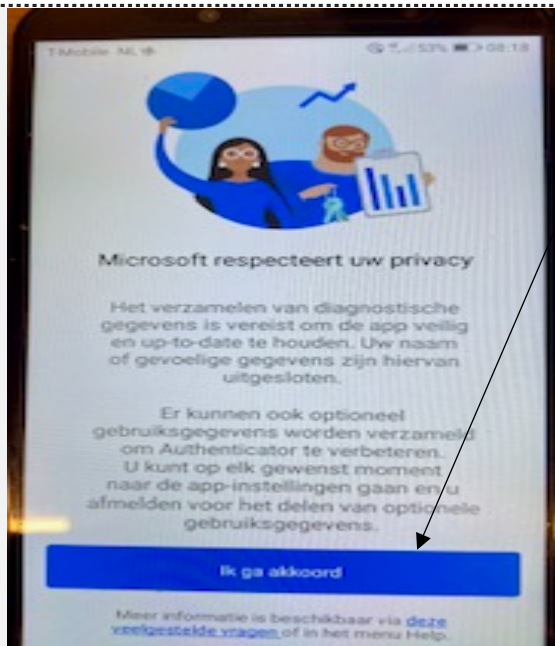 T-Mobile NL
53% 08:18
Microsoft respecteert uw privacy
Het verzamelen van diagnostische
gegevens is vereist om de app veilig
en up-to-date te houden. Uw naam
of gevoelige gegevens zijn hiervan
uitgesloten.
Er kunnen ook optioneel
gebruiksgegevens worden verzameld
om Authenticator te verbeteren.
U kunt op elk gewenst moment
naar de app-instellingen gaan en u
afmelden voor het delen van optionele
gebruiksgegevens.
Ik ga akkoord
Meer informatie is beschikbaar via deze
veelgestelde vragen of in het menu Help.